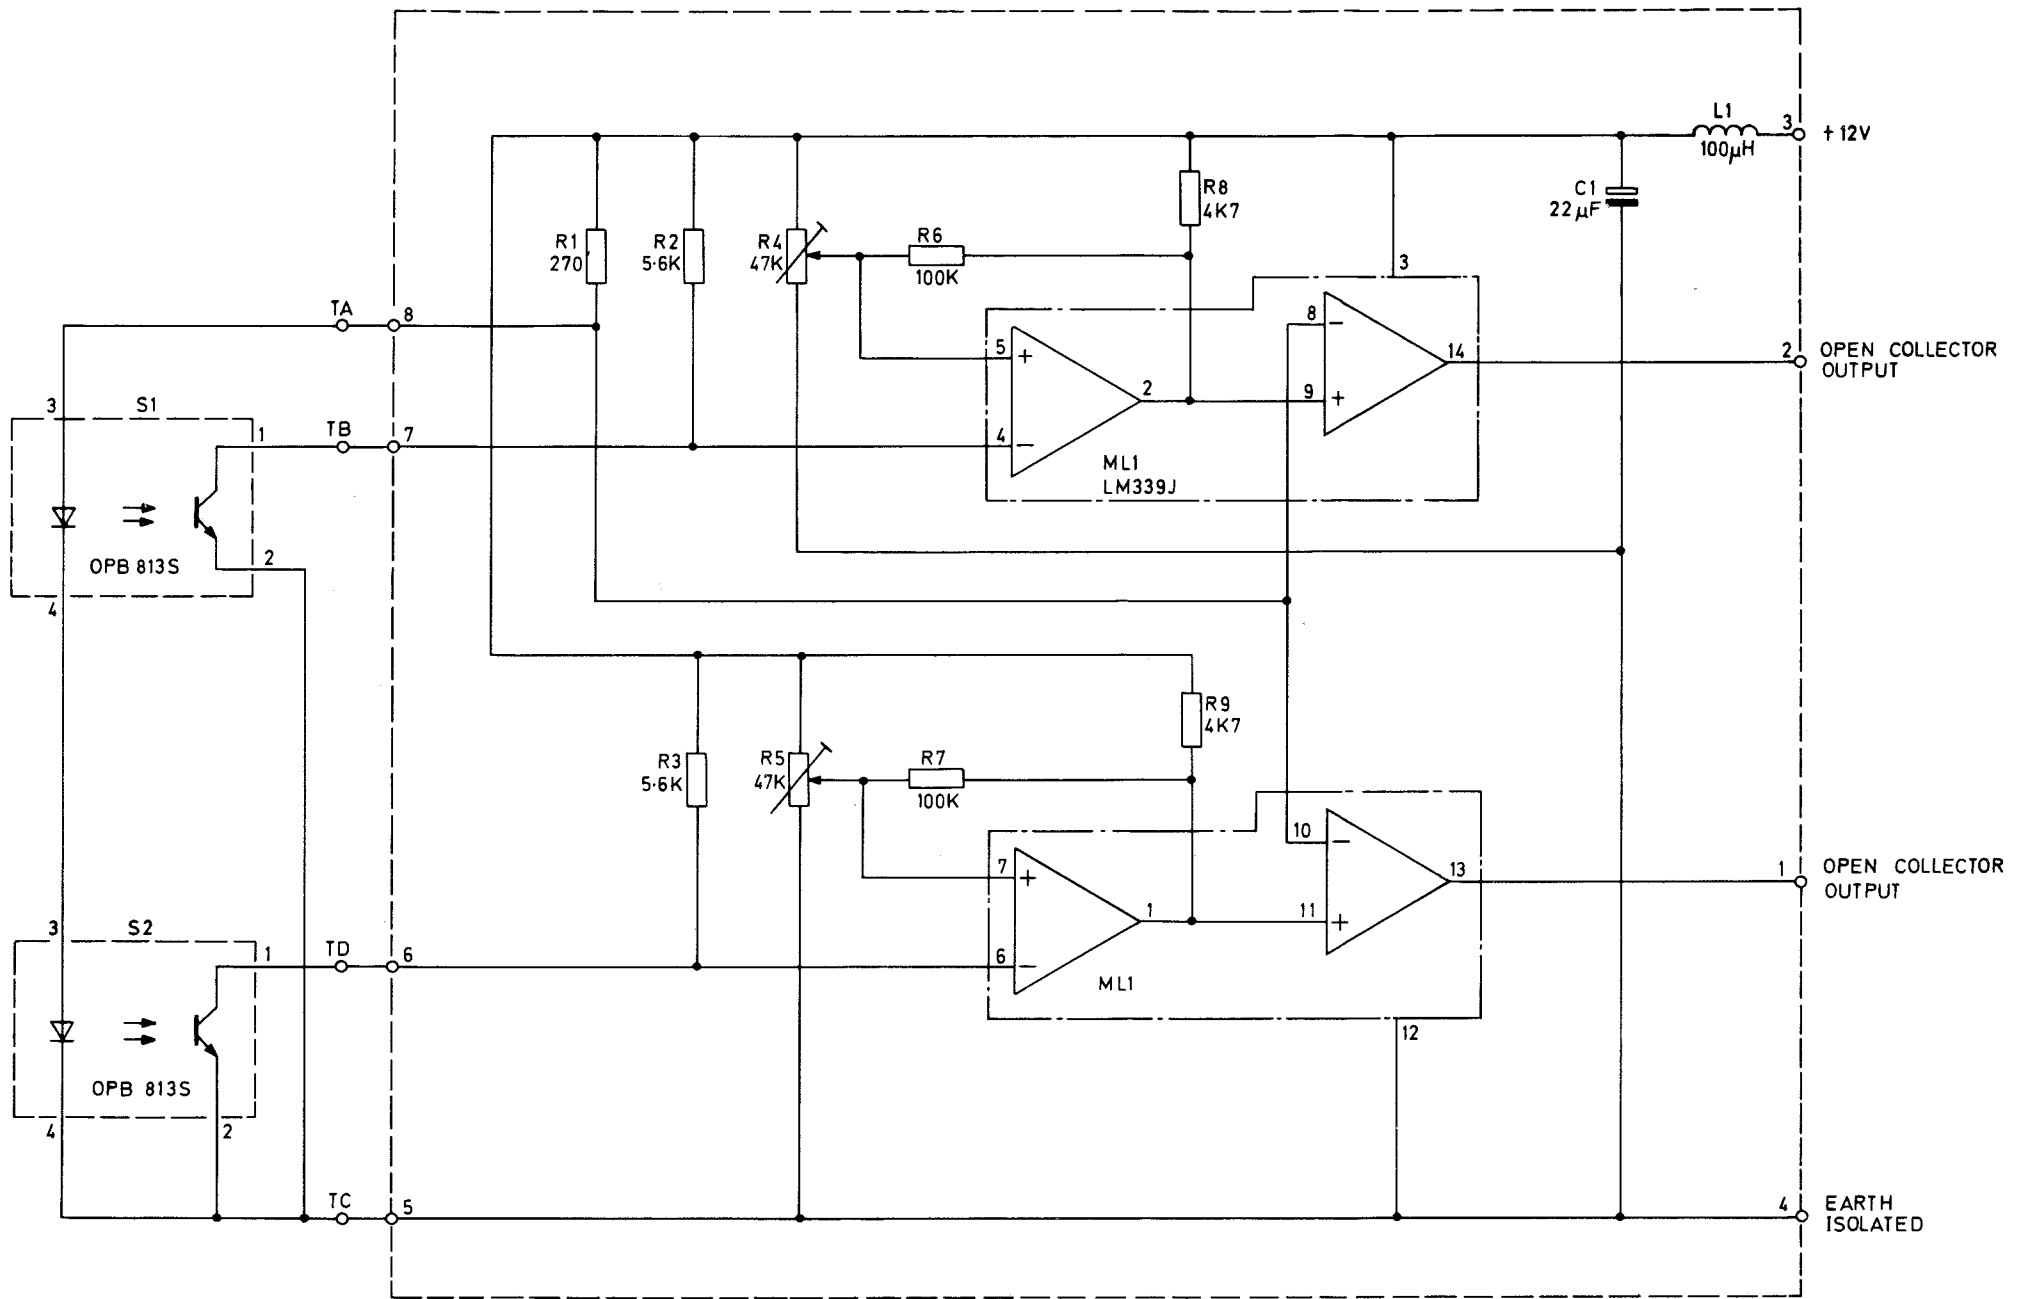 L1
100µH
3
+12V
R8
4K7
C1
22µF
R1
270
R2
5·6K
R4
47K
R6
100K
3
TA
8
5
+
4
−
2
8
−
9
+
14
2
OPEN COLLECTOR
OUTPUT
ML1
LM339J
3
S1
1
TB
7
OPB 813S
2
4
R9
4K7
R3
5·6K
R5
47K
R7
100K
7
+
6
−
1
10
−
11
+
13
1
OPEN COLLECTOR
OUTPUT
ML1
12
3
S2
1
TD
6
OPB 813S
4
2
TC
5
4
EARTH
ISOLATED